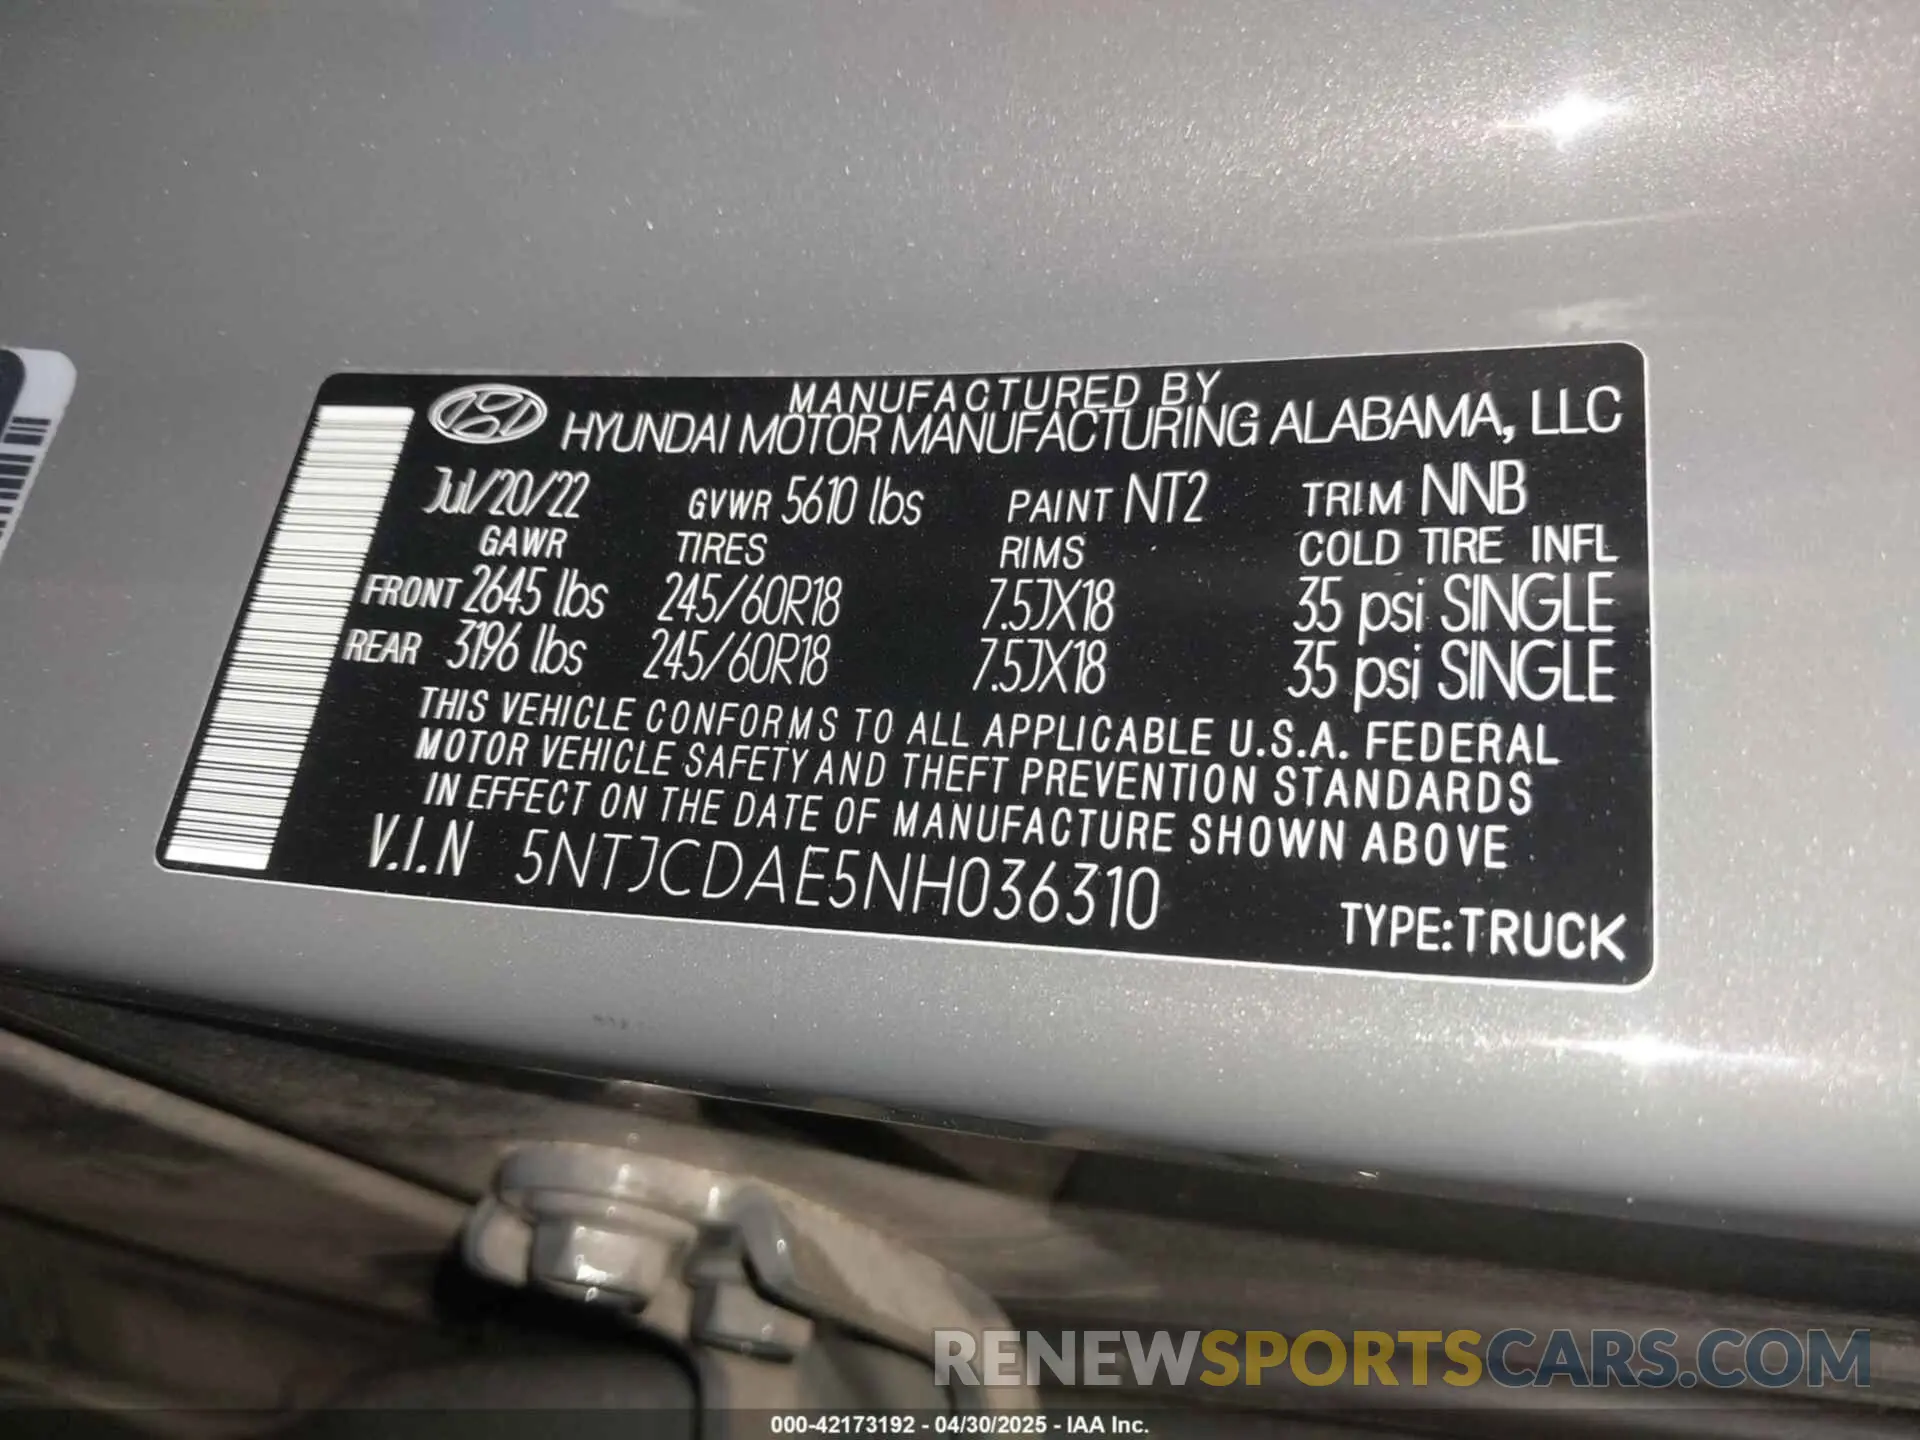 MANUFACTURED BY
HYUNDAI MOTOR MANUFACTURING ALABAMA, LLC
Jul/20/22 GVWR 5610 lbs PAINT NT2 TRIM NNB
GAWR TIRES RIMS COLD TIRE INFL
FRONT 2645 lbs 245/60R18 7.5JX18 35 psi SINGLE
REAR 3196 lbs 245/60R18 7.5JX18 35 psi SINGLE
THIS VEHICLE CONFORMS TO ALL APPLICABLE U.S.A. FEDERAL
MOTOR VEHICLE SAFETY AND THEFT PREVENTION STANDARDS
IN EFFECT ON THE DATE OF MANUFACTURE SHOWN ABOVE
V.I.N 5NTJCDAE5NH036310
TYPE:TRUCK
RENEWSPORTSCARS.COM
000-42173192 - 04/30/2025 - IAA Inc.